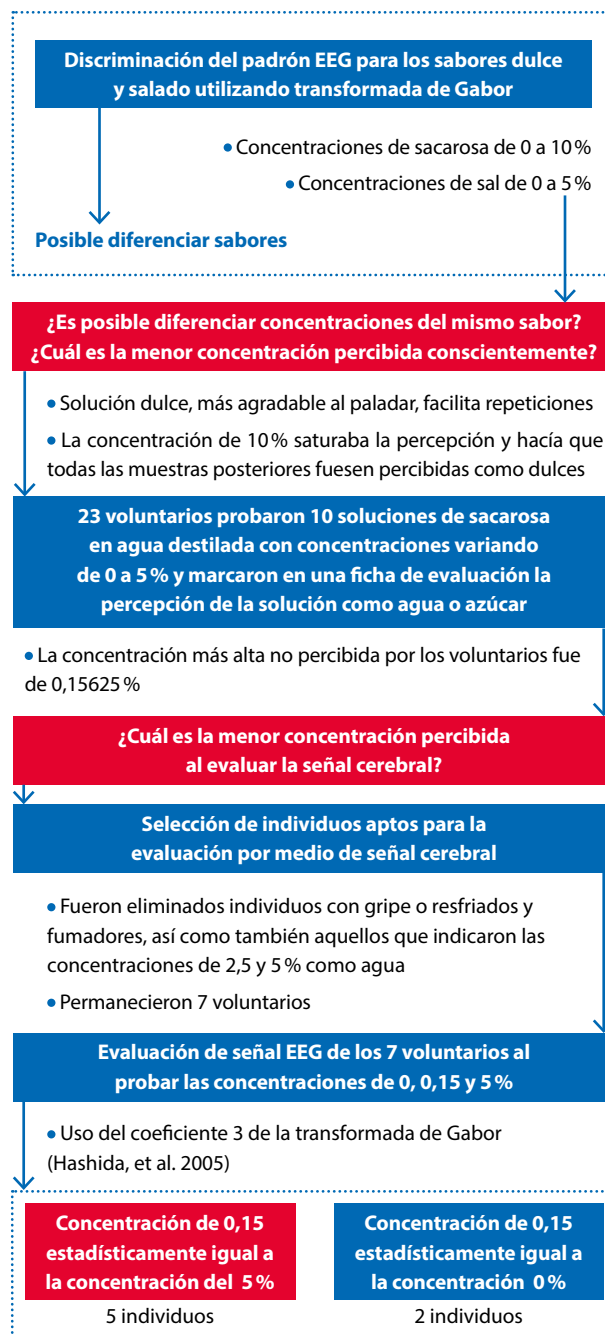 Discriminación del padrón EEG para los sabores dulce
y salado utilizando transformada de Gabor
• Concentraciones de sacarosa de 0 a 10 %
• Concentraciones de sal de 0 a 5 %
Posible diferenciar sabores
¿Es posible diferenciar concentraciones del mismo sabor?
¿Cuál es la menor concentración percibida conscientemente?
• Solución dulce, más agradable al paladar, facilita repeticiones
• La concentración de 10 % saturaba la percepción y hacía que
todas las muestras posteriores fuesen percibidas como dulces
23 voluntarios probaron 10 soluciones de sacarosa
en agua destilada con concentraciones variando
de 0 a 5 % y marcaron en una ficha de evaluación la
percepción de la solución como agua o azúcar
• La concentración más alta no percibida por los voluntarios fue
de 0,15625 %
¿Cuál es la menor concentración percibida
al evaluar la señal cerebral?
Selección de individuos aptos para la
evaluación por medio de señal cerebral
• Fueron eliminados individuos con gripe o resfriados y
fumadores, así como también aquellos que indicaron las
concentraciones de 2,5 y 5 % como agua
• Permanecieron 7 voluntarios
Evaluación de señal EEG de los 7 voluntarios al
probar las concentraciones de 0, 0,15 y 5 %
• Uso del coeficiente 3 de la transformada de Gabor
(Hashida, et al. 2005)
Concentración de 0,15
estadísticamente igual a
la concentración del 5 %
5 individuos
Concentración de 0,15
estadísticamente igual a
la concentración 0 %
2 individuos